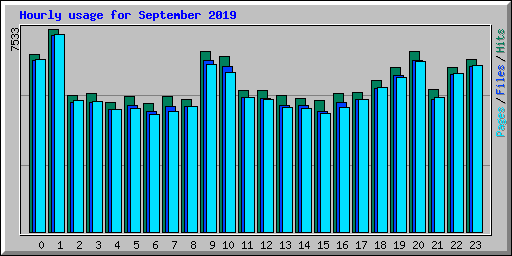 Hourly usage for September 2019
7533
Pages/Files/Hits
0 1 2 3 4 5 6 7 8 9 10 11 12 13 14 15 16 17 18 19 20 21 22 23